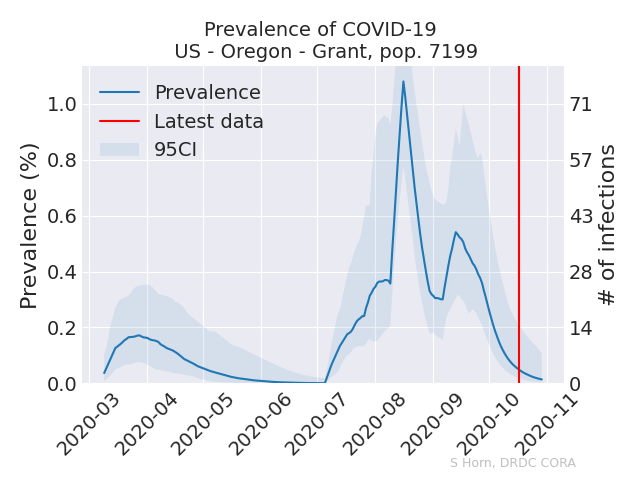 Prevalence of COVID-19
US - Oregon - Grant, pop. 7199
Prevalence
Latest data
95CI
Prevalence (%)
1.0
0.8
0.6
0.4
0.2
0.0
71
57
43
28
14
0
# of infections
2020-03
2020-04
2020-05
2020-06
2020-07
2020-08
2020-09
2020-10
2020-11
S Horn, DRDC CORA